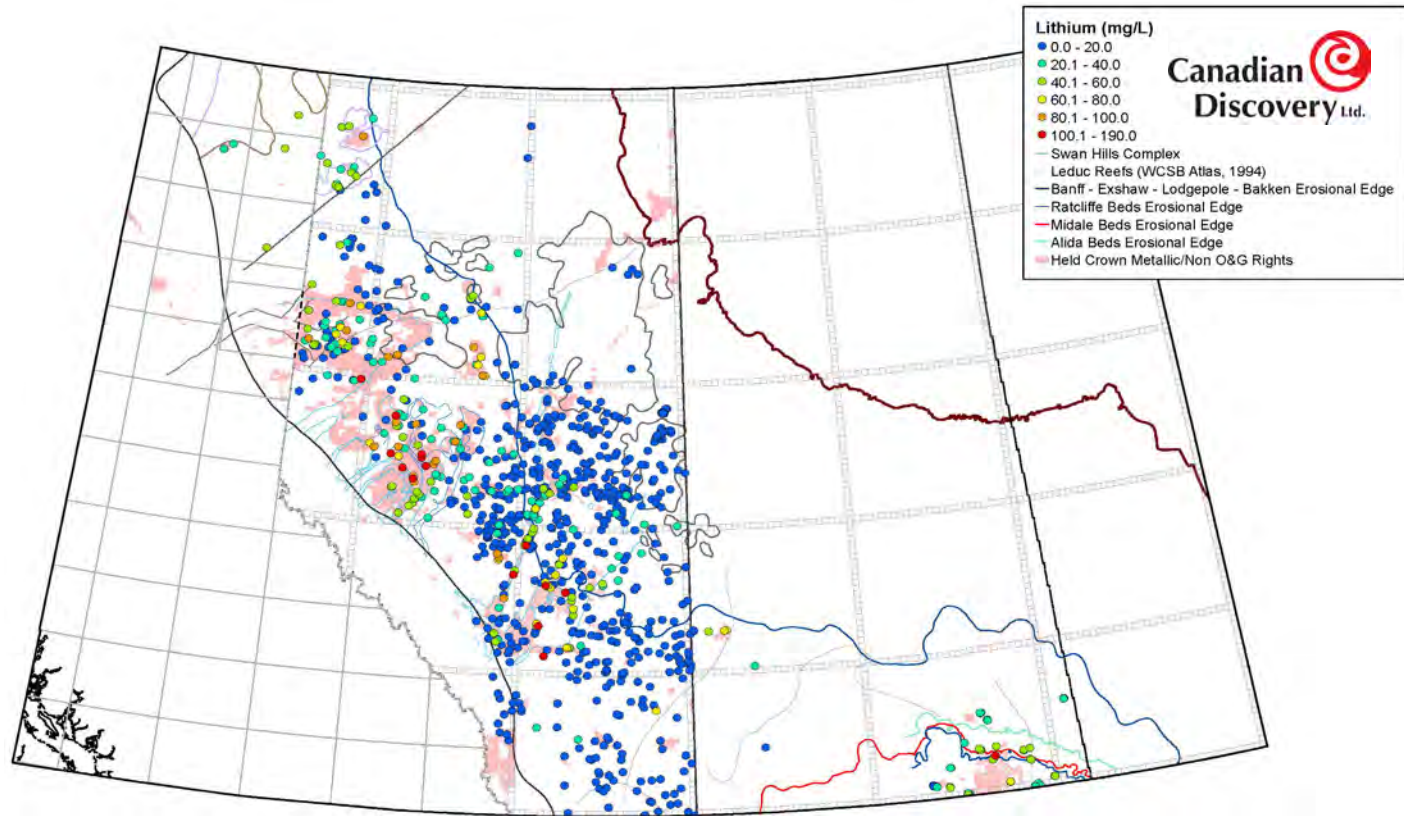 Lithium (mg/L)
0.0 - 20.0
20.1 - 40.0
40.1 - 60.0
60.1 - 80.0
80.1 - 100.0
100.1 - 190.0
Swan Hills Complex
Leduc Reefs (WCSB Atlas, 1994)
Banff - Exshaw - Lodgepole - Bakken Erosional Edge
Ratcliffe Beds Erosional Edge
Midale Beds Erosional Edge
Alida Beds Erosional Edge
Held Crown Metallic/Non O&G Rights
Canadian
Discovery Ltd.